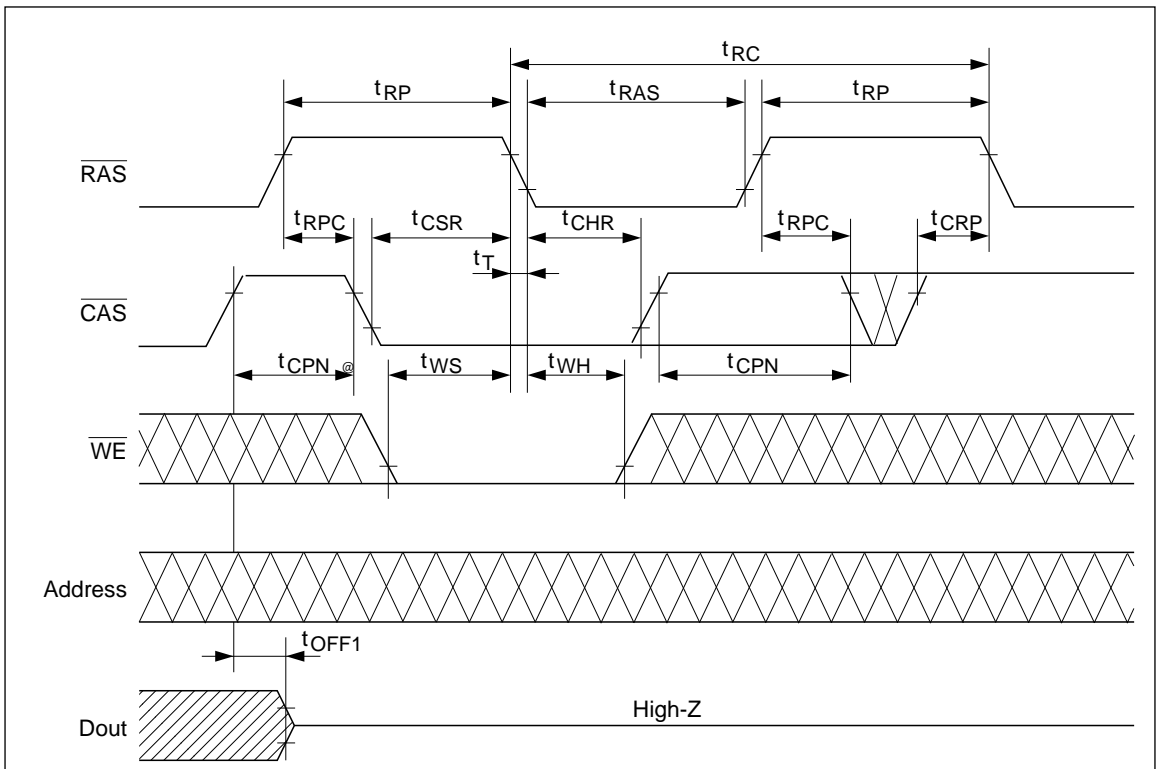 tRC
tRP tRAS tRP
RAS
tRPC tCSR tCHR tRPC tCRP
tT
CAS
tCPN @ tWS tWH tCPN
WE
Address
tOFF1
High-Z
Dout